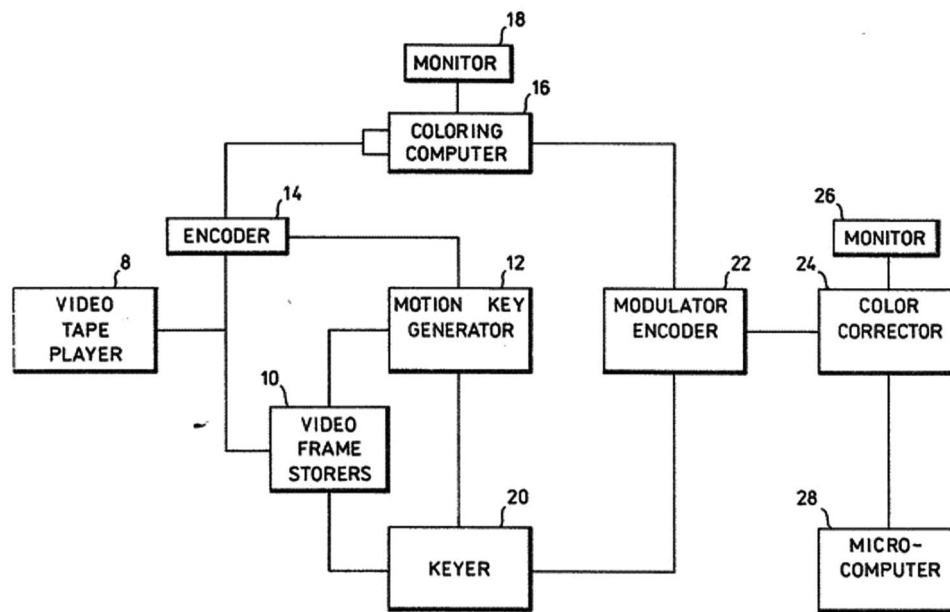 18
MONITOR
16
COLORING
COMPUTER
14
ENCODER
26
MONITOR
8
VIDEO
TAPE
PLAYER
12
MOTION KEY
GENERATOR
22
MODULATOR
ENCODER
24
COLOR
CORRECTOR
10
VIDEO
FRAME
STORERS
20
KEYER
28
MICRO-
COMPUTER